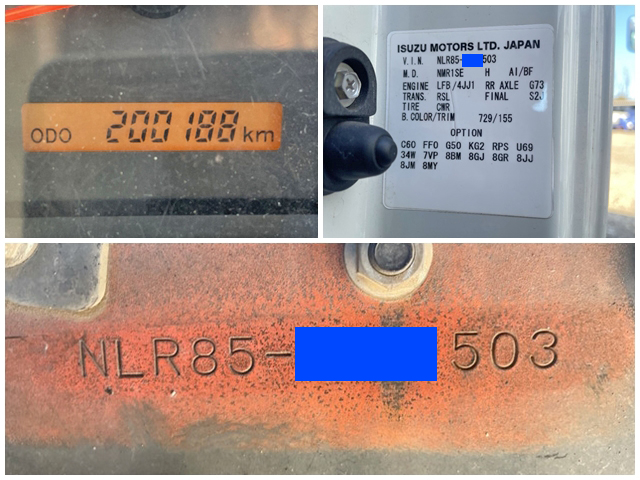 ODO 200188 km
ISUZU MOTORS LTD. JAPAN
V.I.N. NLR85- 503
M.D. NMR1SE H AI/BF
ENGINE LFB/4JJ1 RR AXLE G73
TRANS. RSL FINAL S2J
TIRE CWR
B.COLOR/TRIM 729/155
OPTION
C60 FF0 G50 KG2 RPS U69
34W 7VP 8BM 8GJ 8GR 8JJ
8JM 8MY
NLR85- 503